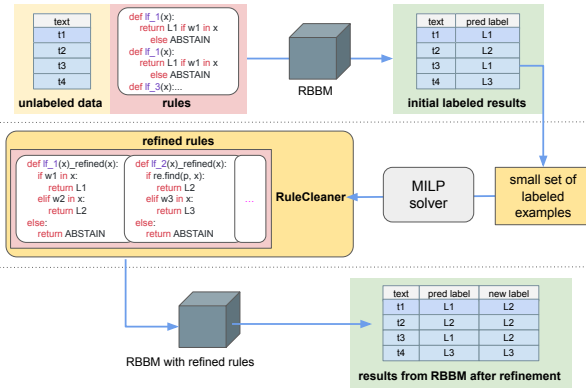 text
t1
t2
t3
t4
unlabeled data
def lf_1(x):
return L1 if w1 in x
else ABSTAIN
def lf_1(x):
return L1 if w1 in x
else ABSTAIN
def lf_3(x):...
rules
RBBM
text pred label
t1 L1
t2 L2
t3 L1
t4 L3
initial labeled results
refined rules
def lf_1(x)_refined(x):
if w1 in x:
return L1
elif w2 in x:
return L2
else:
return ABSTAIN
def lf_2(x)_refined(x):
if re.find(p, x):
return L2
elif w3 in x:
return L3
else:
return ABSTAIN
...
RuleCleaner
MILP
solver
small set of
labeled
examples
RBBM with refined rules
text pred label new label
t1 L1 L2
t2 L2 L2
t3 L1 L2
t4 L3 L3
results from RBBM after refinement